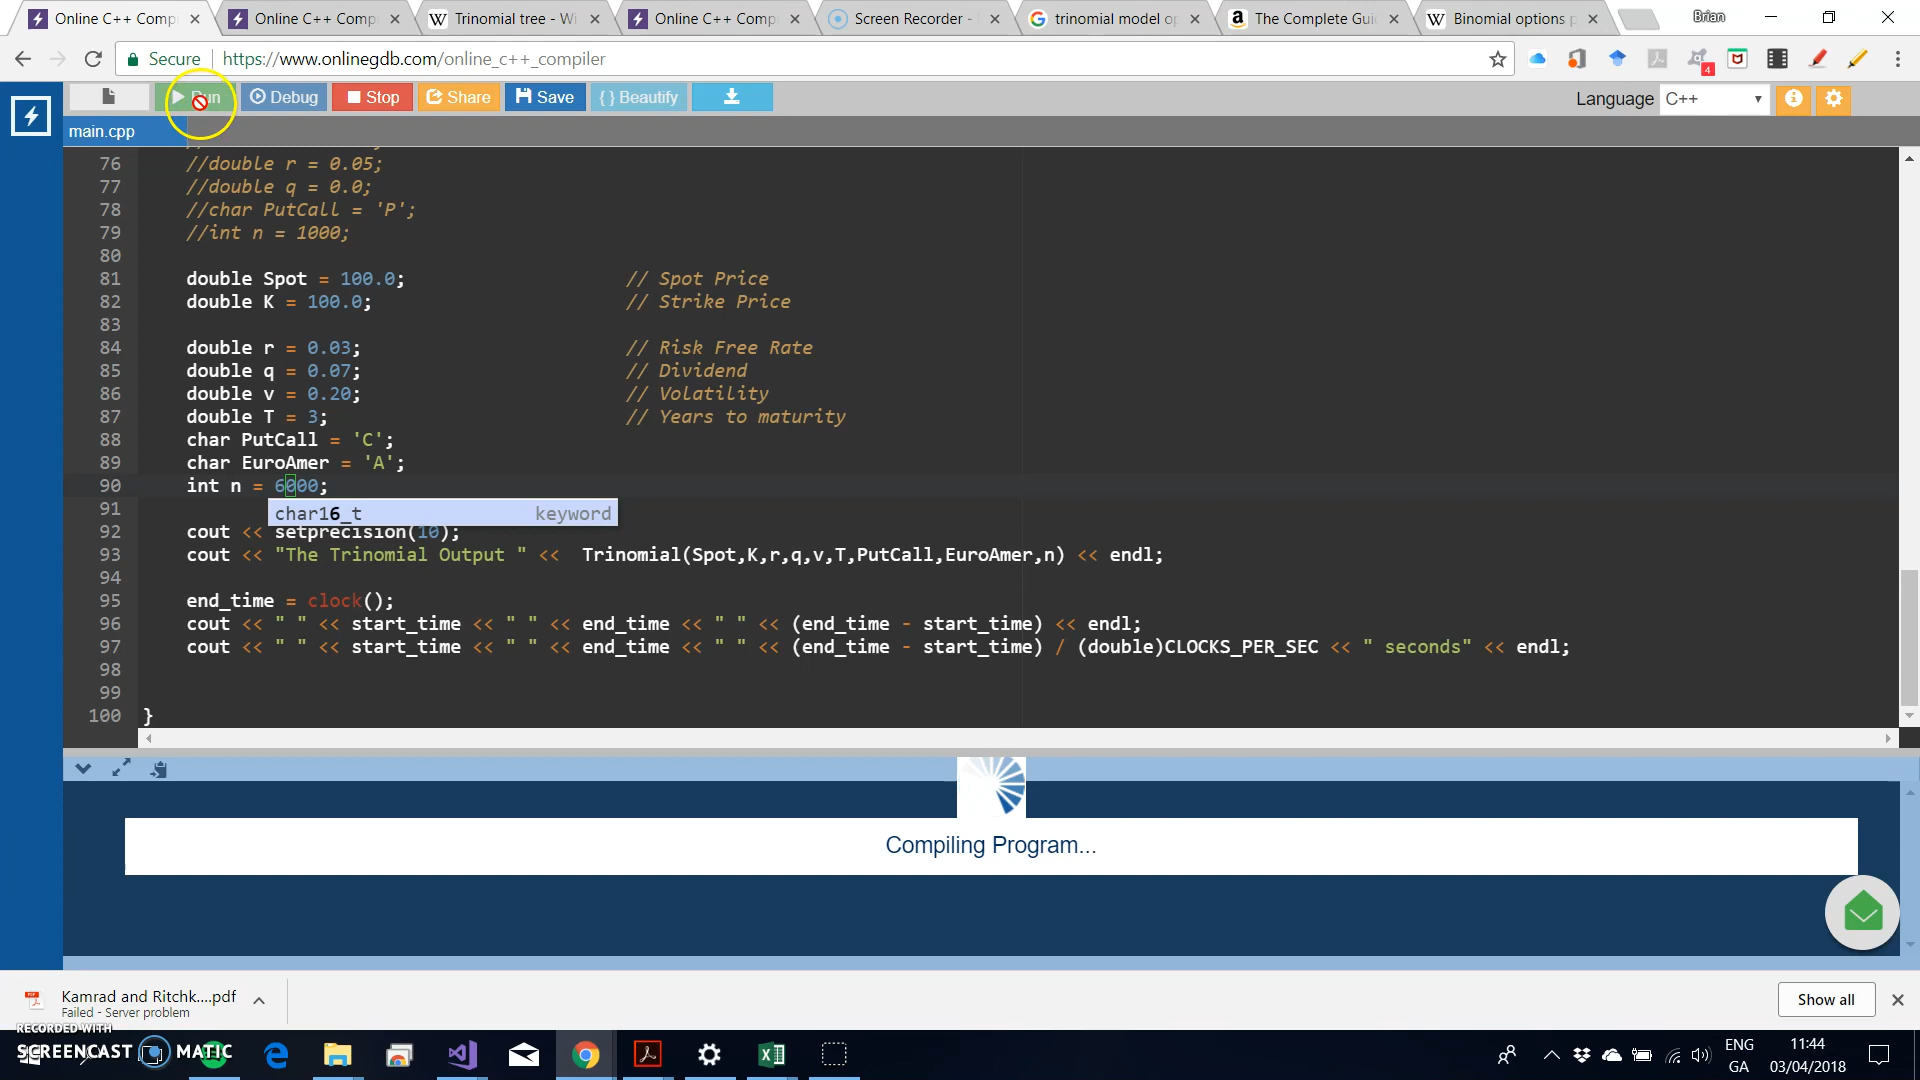 Online C++ Comp
Online C++ Comp
Trinomial tree - Wi
Online C++ Comp
Screen Recorder -
trinomial model op
The Complete Gui
Binomial options p
Brian
Secure
https://www.onlinegdb.com/online_c++_compiler
4
Run
Debug
Stop
Share
Save
{ } Beautify
Language
C++
main.cpp
76 //double r = 0.05;
77 //double q = 0.0;
78 //char PutCall = 'P';
79 //int n = 1000;
80
81 double Spot = 100.0; // Spot Price
82 double K = 100.0; // Strike Price
83
84 double r = 0.03; // Risk Free Rate
85 double q = 0.07; // Dividend
86 double v = 0.20; // Volatility
87 double T = 3; // Years to maturity
88 char PutCall = 'C';
89 char EuroAmer = 'A';
90 int n = 6000;
91
char16_t keyword
92 cout << setprecision(10);
93 cout << "The Trinomial Output " << Trinomial(Spot,K,r,q,v,T,PutCall,EuroAmer,n) << endl;
94
95 end_time = clock();
96 cout << " " << start_time << " " << end_time << " " << (end_time - start_time) << endl;
97 cout << " " << start_time << " " << end_time << " " << (end_time - start_time) / (double)CLOCKS_PER_SEC << " seconds" << endl;
98
99
100 }
Compiling Program...
Kamrad and Ritchk....pdf
Failed - Server problem
Show all
RECORDED WITH
SCREENCAST MATIC
ENG
GA
11:44
03/04/2018